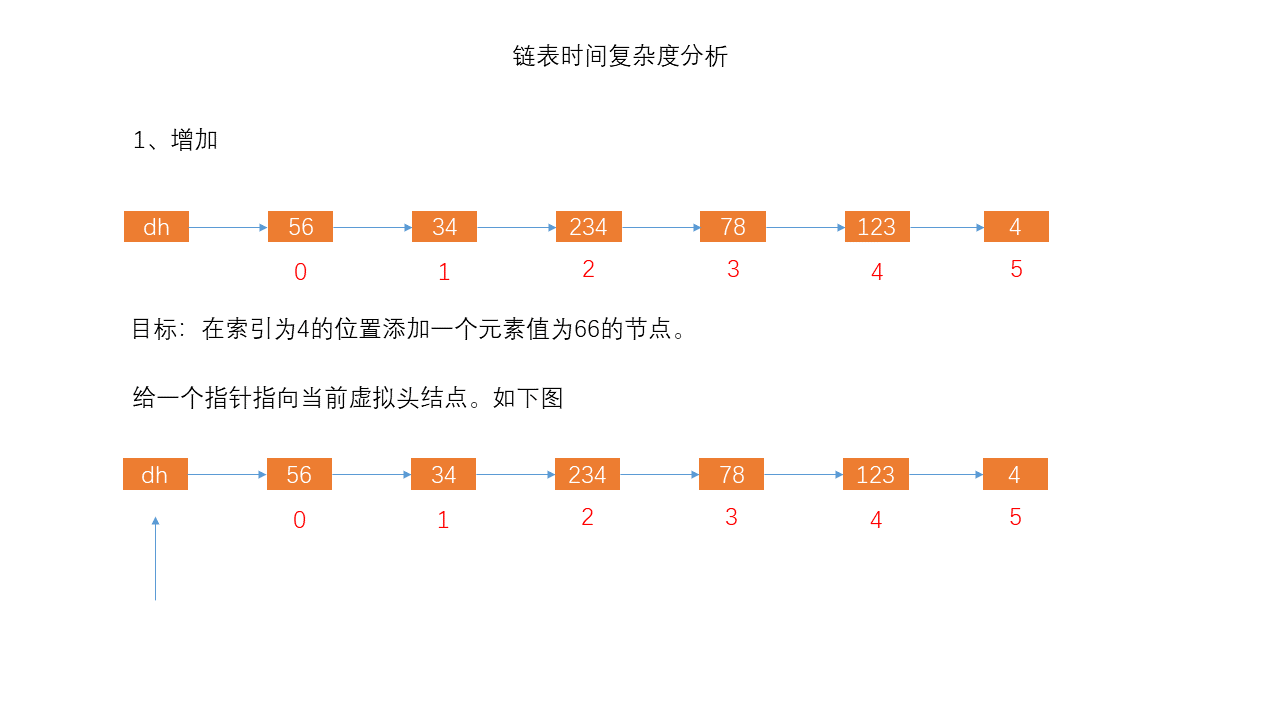 链表时间复杂度分析
1、增加
dh 56 34 234 78 123 4
0 1 2 3 4 5
目标：在索引为4的位置添加一个元素值为66的节点。
给一个指针指向当前虚拟头结点。如下图
dh 56 34 234 78 123 4
0 1 2 3 4 5